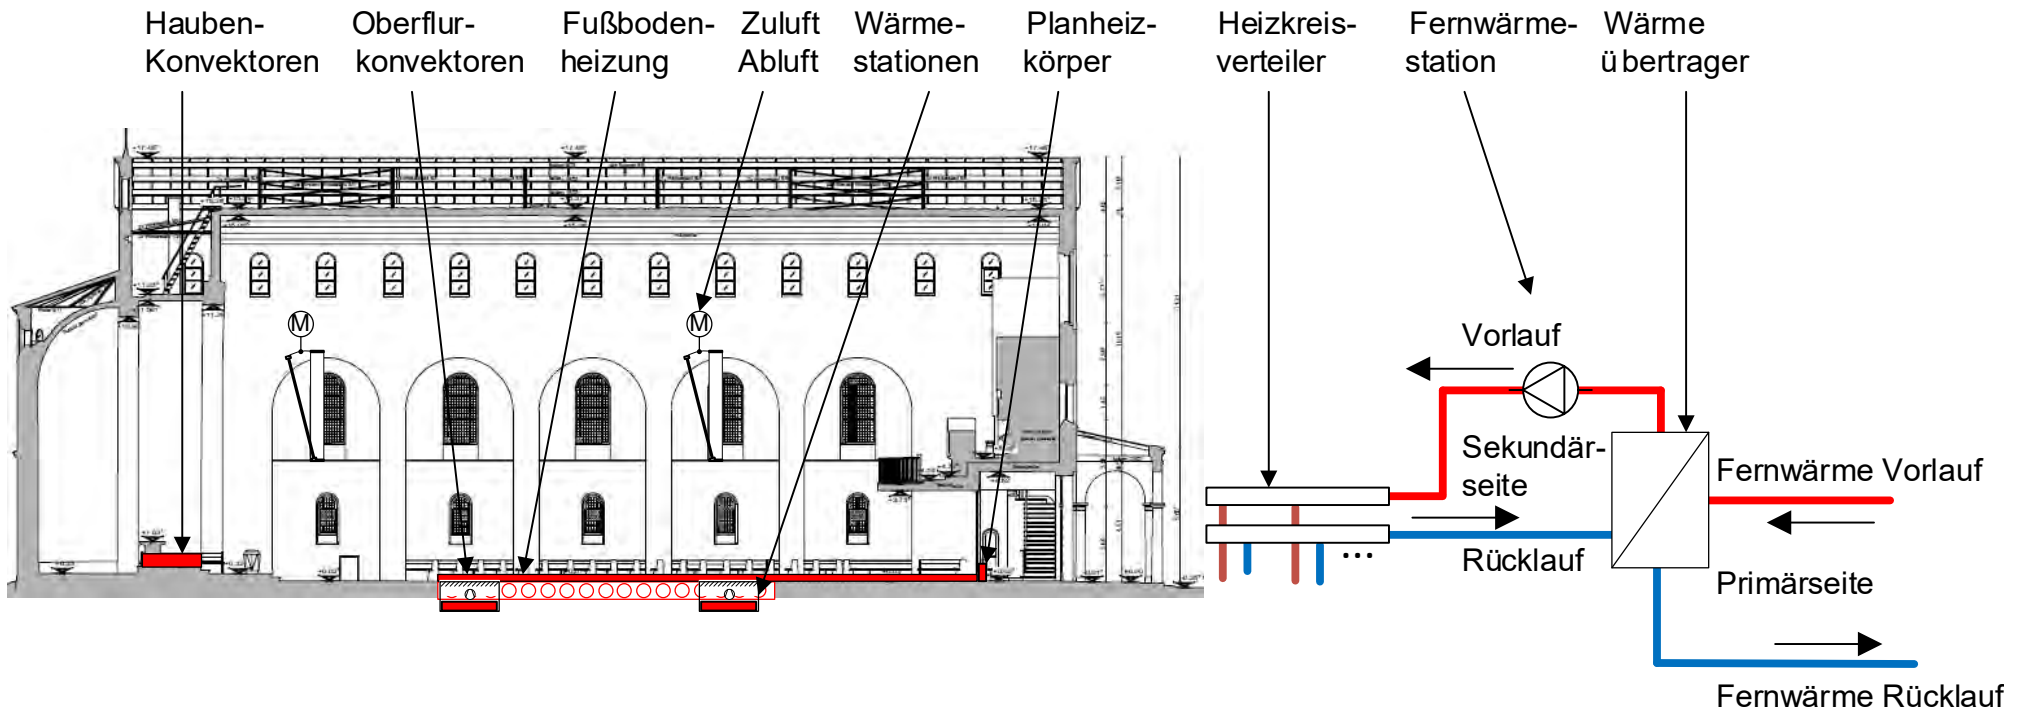 Hauben- Oberflur- Fußboden- Zuluft Wärme- Planheiz- Heizkreis- Fernwärme- Wärme
Konvektoren konvektoren heizung Abluft stationen körper verteiler station übertrager
M M
Vorlauf
Sekundär-
seite
Fernwärme Vorlauf
Rücklauf
Primärseite
Fernwärme Rücklauf